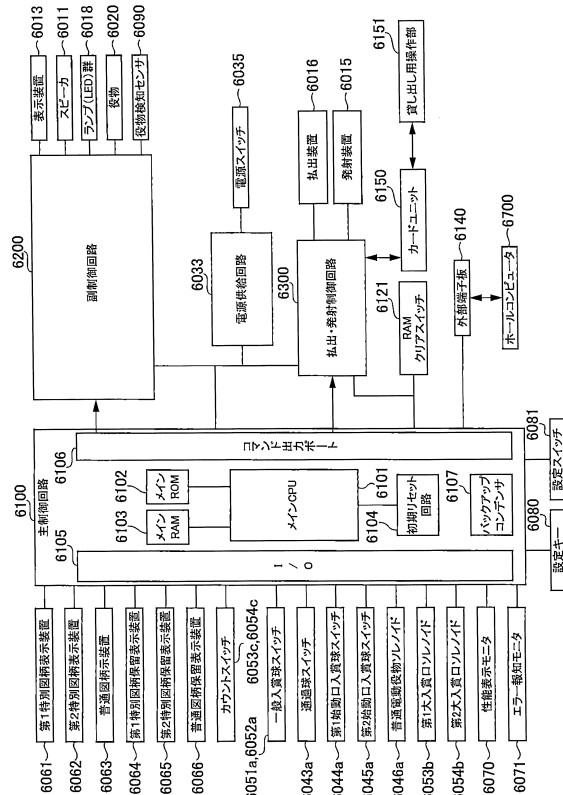 6100
主制御回路
6105
I/O
6103
メイン
RAM
6102
メイン
ROM
6106
コマンド出力ポート
メインCPU
6101
6104
初期リセット
回路
6107
バックアップ
コンデンサ
6080
設定キー
6081
設定スイッチ
6061
第1特別図柄表示装置
6062
第2特別図柄表示装置
6063
普通図柄示装置
6064
第1特別図柄保留表示装置
6065
第2特別図柄保留表示装置
6066
普通図柄保留表示装置
カウントスイッチ
6053c,6054c
6051a,6052a
一般入賞球スイッチ
6043a
通過球スイッチ
6044a
第1始動口入賞球スイッチ
6045a
第2始動口入賞球スイッチ
6046a
普通電動役物ソレノイド
6053b
第1大入賞口ソレノイド
6054b
第2大入賞口ソレノイド
6070
性能表示モニタ
6071
エラー報知モニタ
6200
副制御回路
表示装置
6013
スピーカ
6011
ランプ(LED)群
6018
役物
6020
役物検知センサ
6090
6033
電源供給回路
電源スイッチ
6035
6300
払出・発射制御回路
払出装置
6016
発射装置
6015
6121
RAM
クリアスイッチ
カードユニット
6150
貸し出し用操作部
6151
外部端子板
6140
ホールコンピュータ
6700